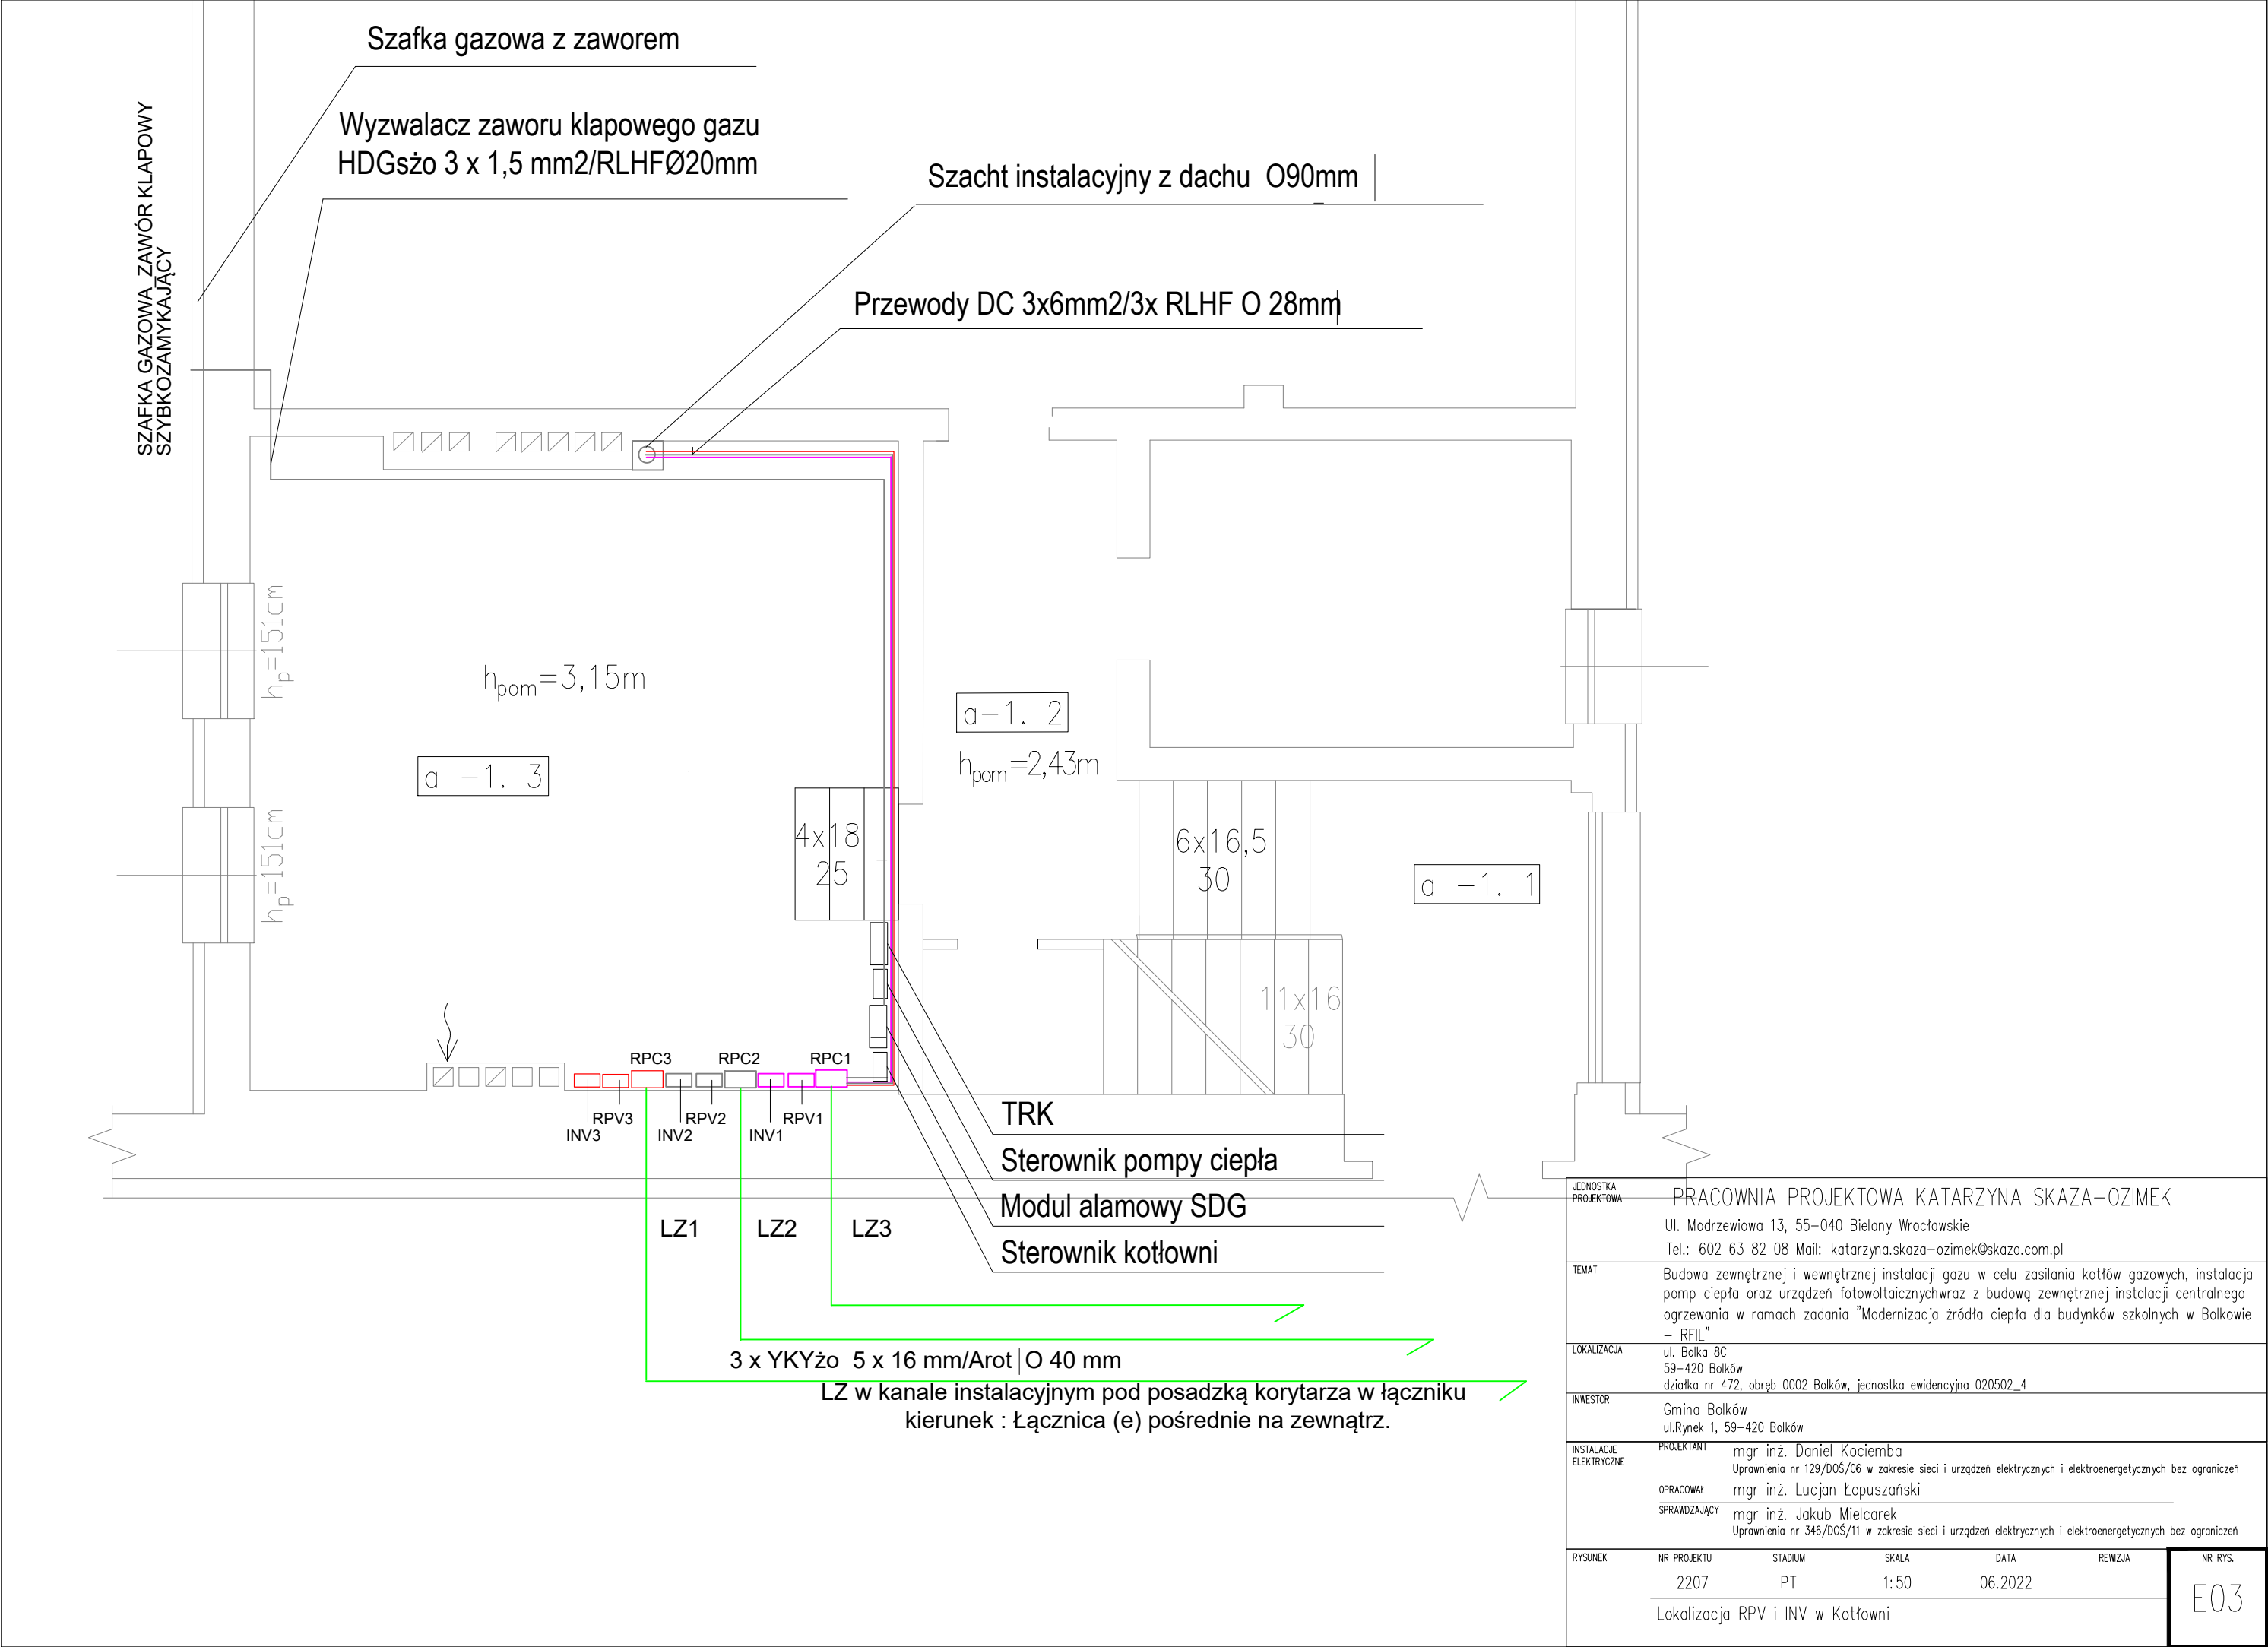 Szafka gazowa z zaworem
Wyzwalacz zaworu klapowego gazu
HDGsżo 3 x 1,5 mm2/RLHFØ20mm
SZAFKA GAZOWA ZAWÓR KLAPOWY
SZYBKOZAMYKAJĄCY
Szacht instalacyjny z dachu O90mm
Przewody DC 3x6mm2/3x RLHF O 28mm
hp=151cm
hpom=3,15m
a-1. 2
hpom=2,43m
a -1. 3
hp=151cm
4x18
25
6x16,5
30
a -1. 1
11x16
30
RPC3
RPC2
RPC1
RPV3
RPV2
RPV1
INV3
INV2
INV1
TRK
Sterownik pompy ciepła
Modul alamowy SDG
Sterownik kotłowni
LZ1
LZ2
LZ3
3 x YKYżo 5 x 16 mm/Arot O 40 mm
LZ w kanale instalacyjnym pod posadzką korytarza w łączniku
kierunek : Łącznica (e) pośrednie na zewnątrz.
JEDNOSTKA
PROJEKTOWA
PRACOWNIA PROJEKTOWA KATARZYNA SKAZA-OZIMEK
Ul. Modrzewiowa 13, 55-040 Bielany Wrocławskie
Tel.: 602 63 82 08 Mail: katarzyna.skaza-ozimek@skaza.com.pl
TEMAT
Budowa zewnętrznej i wewnętrznej instalacji gazu w celu zasilania kotłów gazowych, instalacja
pomp ciepła oraz urządzeń fotowoltaicznychwraz z budową zewnętrznej instalacji centralnego
ogrzewania w ramach zadania "Modernizacja źródła ciepła dla budynków szkolnych w Bolkowie
- RFIL"
LOKALIZACJA
ul. Bolka 8C
59-420 Bolków
działka nr 472, obręb 0002 Bolków, jednostka ewidencyjna 020502_4
INWESTOR
Gmina Bolków
ul.Rynek 1, 59-420 Bolków
INSTALACJE
ELEKTRYCZNE
PROJEKTANT mgr inż. Daniel Kociemba
Uprawnienia nr 129/DOŚ/06 w zakresie sieci i urządzeń elektrycznych i elektroenergetycznych bez ograniczeń
OPRACOWAŁ mgr inż. Lucjan Łopuszański
SPRAWDZAJĄCY mgr inż. Jakub Mielcarek
Uprawnienia nr 346/DOŚ/11 w zakresie sieci i urządzeń elektrycznych i elektroenergetycznych bez ograniczeń
RYSUNEK NR PROJEKTU STADIUM SKALA DATA REWIZJA NR RYS.
2207 PT 1:50 06.2022
E03
Lokalizacja RPV i INV w Kotłowni